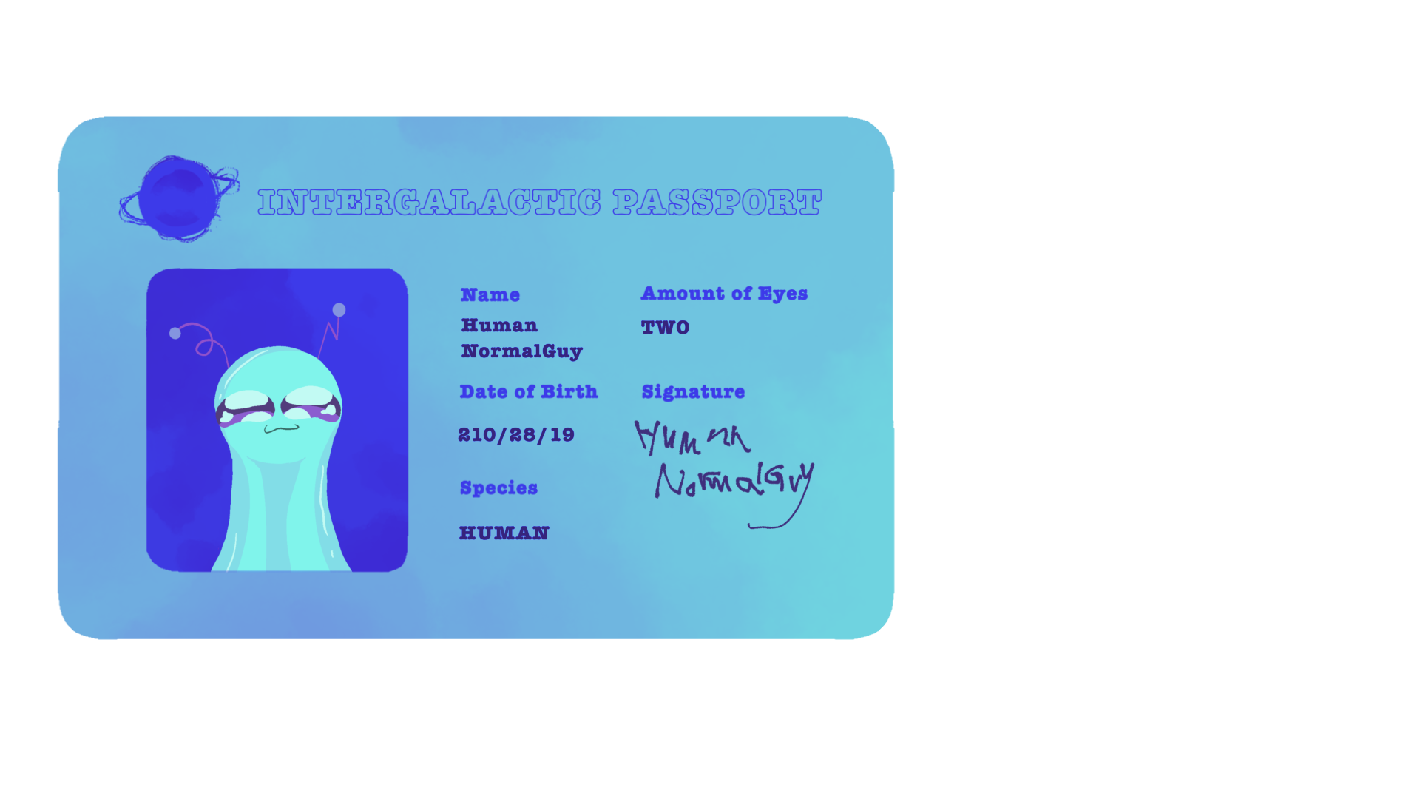 INTERGALACTIC PASSPORT
Name
Human
NormalGuy
Date of Birth
210/28/19
Species
HUMAN
Amount of Eyes
TWO
Signature
Human
NormalGuy